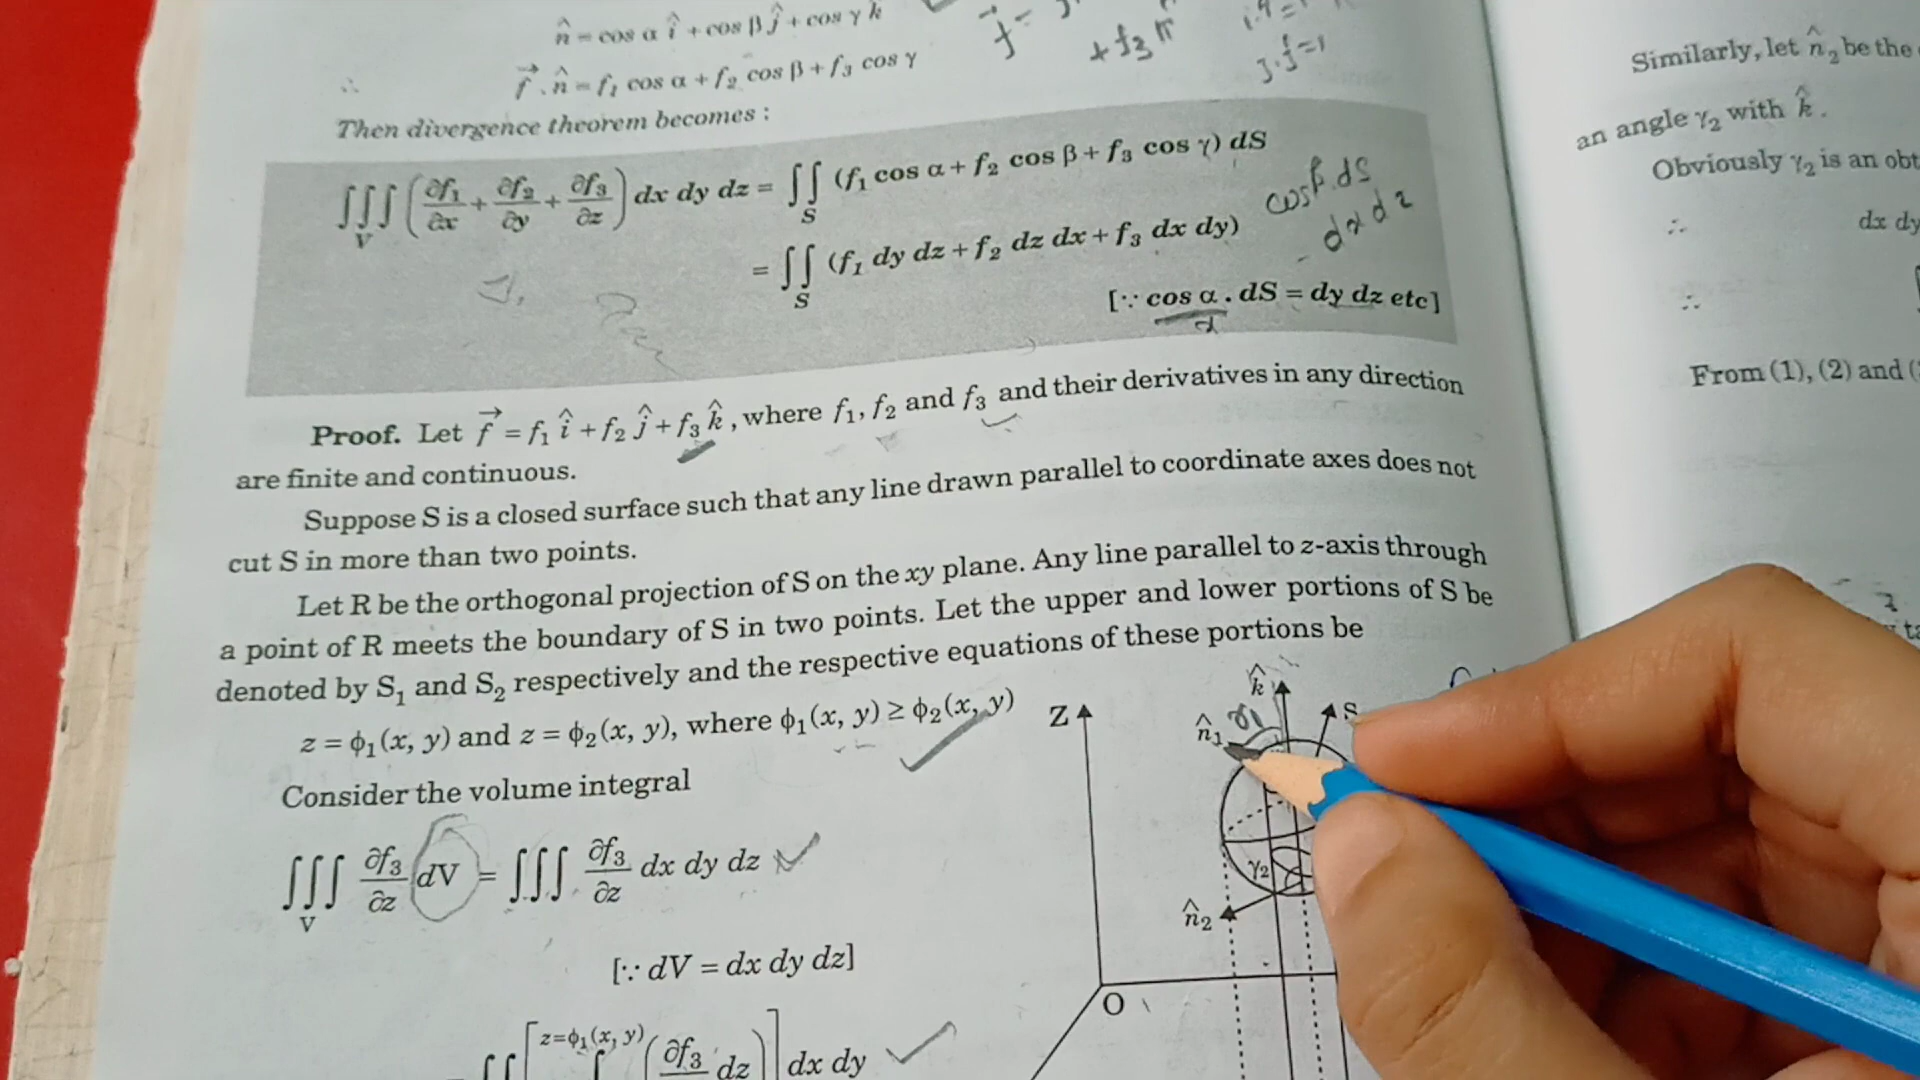 n̂ = cos α î + cos β ĵ + cos γ k̂
∴ f⃗ . n̂ = f₁ cos α + f₂ cos β + f₃ cos γ
+ f₃
Then divergence theorem becomes :
∭_V (∂f₁/∂x + ∂f₂/∂y + ∂f₃/∂z) dx dy dz = ∬_S (f₁ cos α + f₂ cos β + f₃ cos γ) dS
cos β . ds
= ∬_S (f₁ dy dz + f₂ dz dx + f₃ dx dy)
dx dz
[∵ cos α . dS = dy dz etc]
Proof. Let f⃗ = f₁ î + f₂ ĵ + f₃ k̂ , where f₁, f₂ and f₃ and their derivatives in any direction
are finite and continuous.
Suppose S is a closed surface such that any line drawn parallel to coordinate axes does not
cut S in more than two points.
Let R be the orthogonal projection of S on the xy plane. Any line parallel to z-axis through
a point of R meets the boundary of S in two points. Let the upper and lower portions of S be
denoted by S₁ and S₂ respectively and the respective equations of these portions be
z = ϕ₁(x, y) and z = ϕ₂(x, y), where ϕ₁(x, y) ≥ ϕ₂(x, y)
Consider the volume integral
∭_V ∂f₃/∂z dV = ∭ ∂f₃/∂z dx dy dz
[∵ dV = dx dy dz]
z=ϕ₁(x, y)
∂f₃ dz dx dy
Z
k̂
n̂₁
γ₁
S
γ₂
n̂₂
O
Similarly, let n̂₂ be the
an angle γ₂ with k̂ .
Obviously γ₂ is an
∴ dx dy
∴
From (1), (2) and